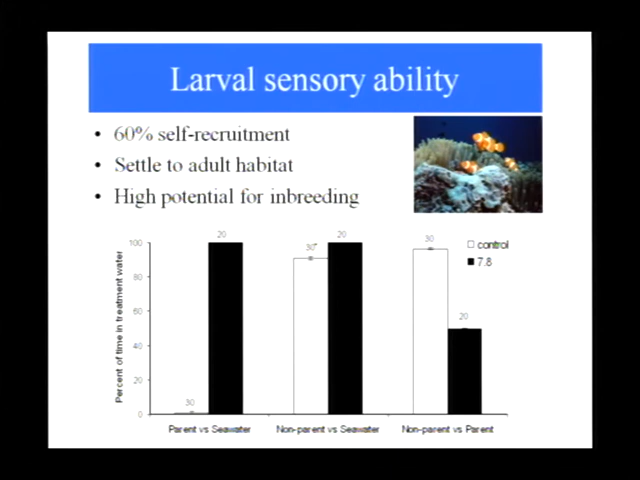 Larval sensory ability
• 60% self-recruitment
• Settle to adult habitat
• High potential for inbreeding
Percent of time in treatment water
100
80
60
40
20
0
30
20
30*
20
30
20
control
7.8
Parent vs Seawater
Non-parent vs Seawater
Non-parent vs Parent